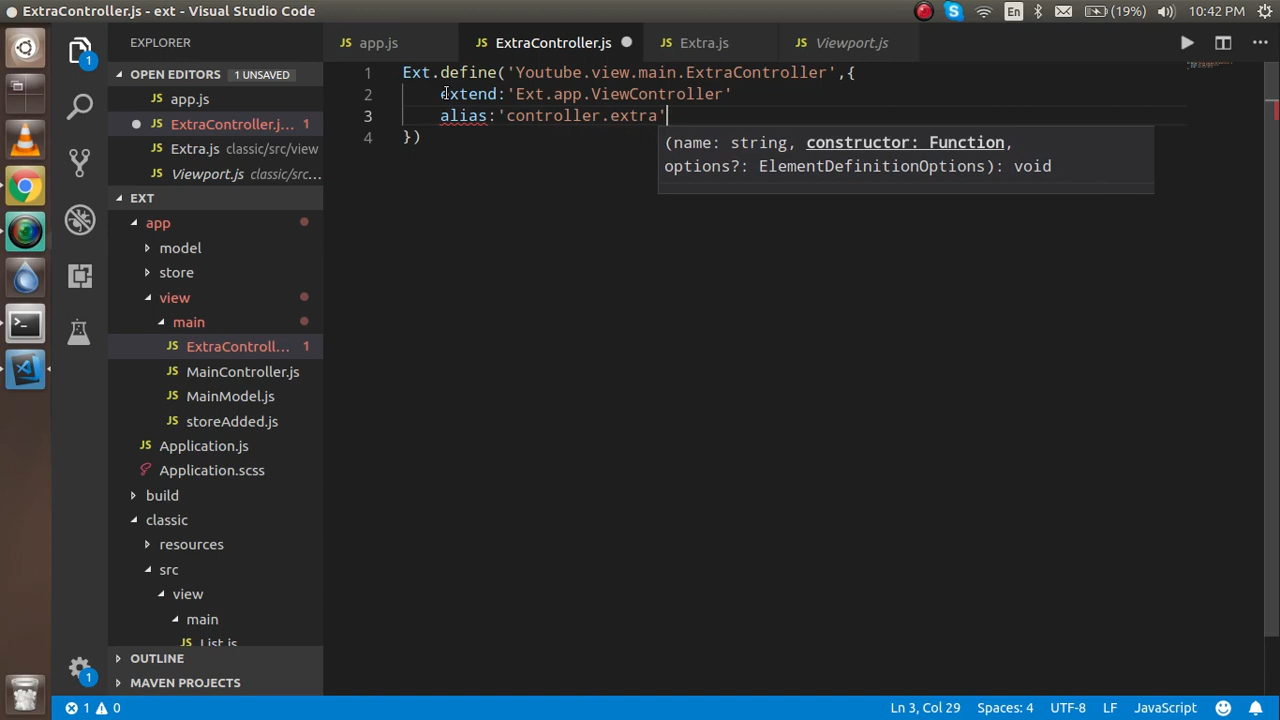 ExtraController.js - ext - Visual Studio Code
En
(19%)
10:42 PM
EXPLORER
app.js
ExtraController.js
Extra.js
Viewport.js
1
OPEN EDITORS 1 UNSAVED
JS app.js
JS ExtraController.j... 1
JS Extra.js classic/src/view
JS Viewport.js classic/src/...
EXT
app
model
store
view
main
JS ExtraControll... 1
JS MainController.js
JS MainModel.js
JS storeAdded.js
JS Application.js
Application.scss
build
classic
resources
src
view
main
JS List.js
OUTLINE
MAVEN PROJECTS
1
1 Ext.define('Youtube.view.main.ExtraController',{
2 extend:'Ext.app.ViewController'
3 alias:'controller.extra'
4 })
(name: string, constructor: Function,
options?: ElementDefinitionOptions): void
1 0
Ln 3, Col 29
Spaces: 4
UTF-8
LF
JavaScript